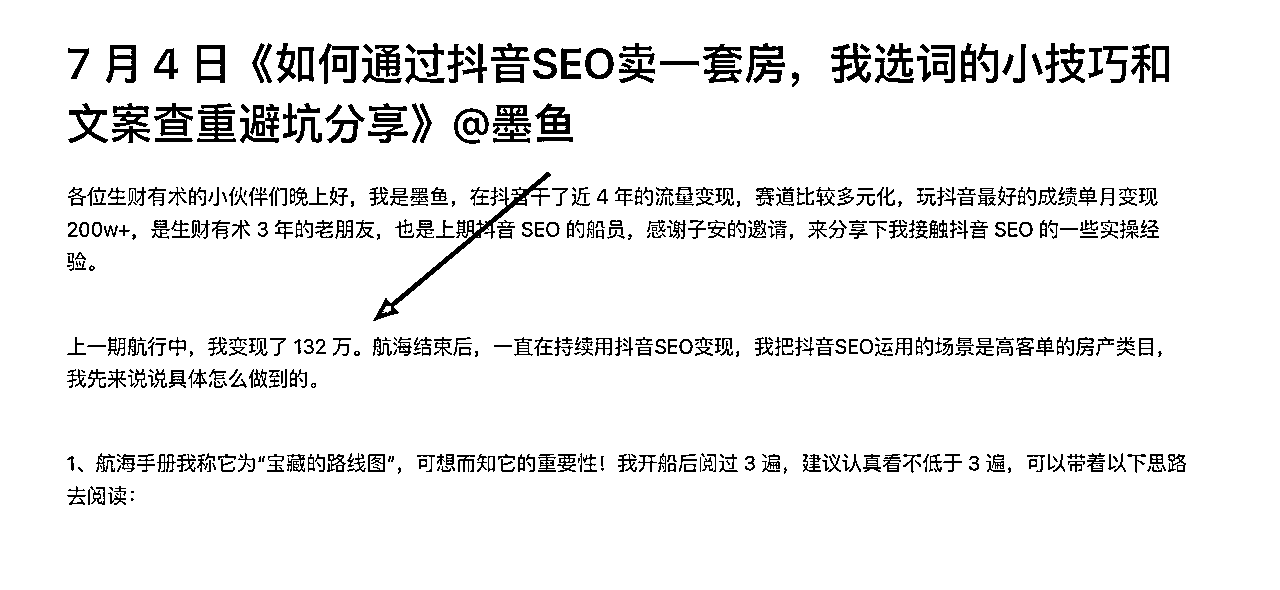 7 月 4 日《如何通过抖音SEO卖一套房，我选词的小技巧和
文案查重避坑分享》@墨鱼
各位生财有术的小伙伴们晚上好，我是墨鱼，在抖音干了近 4 年的流量变现，赛道比较多元化，玩抖音最好的成绩单月变现
200w+，是生财有术 3 年的老朋友，也是上期抖音 SEO 的船员，感谢子安的邀请，来分享下我接触抖音 SEO 的一些实操经
验。
上一期航行中，我变现了 132 万。航海结束后，一直在持续用抖音SEO变现，我把抖音SEO运用的场景是高客单的房产类目，
我先来说说具体怎么做到的。
1、航海手册我称它为“宝藏的路线图”，可想而知它的重要性！我开船后阅过 3 遍，建议认真看不低于 3 遍，可以带着以下思路
去阅读：